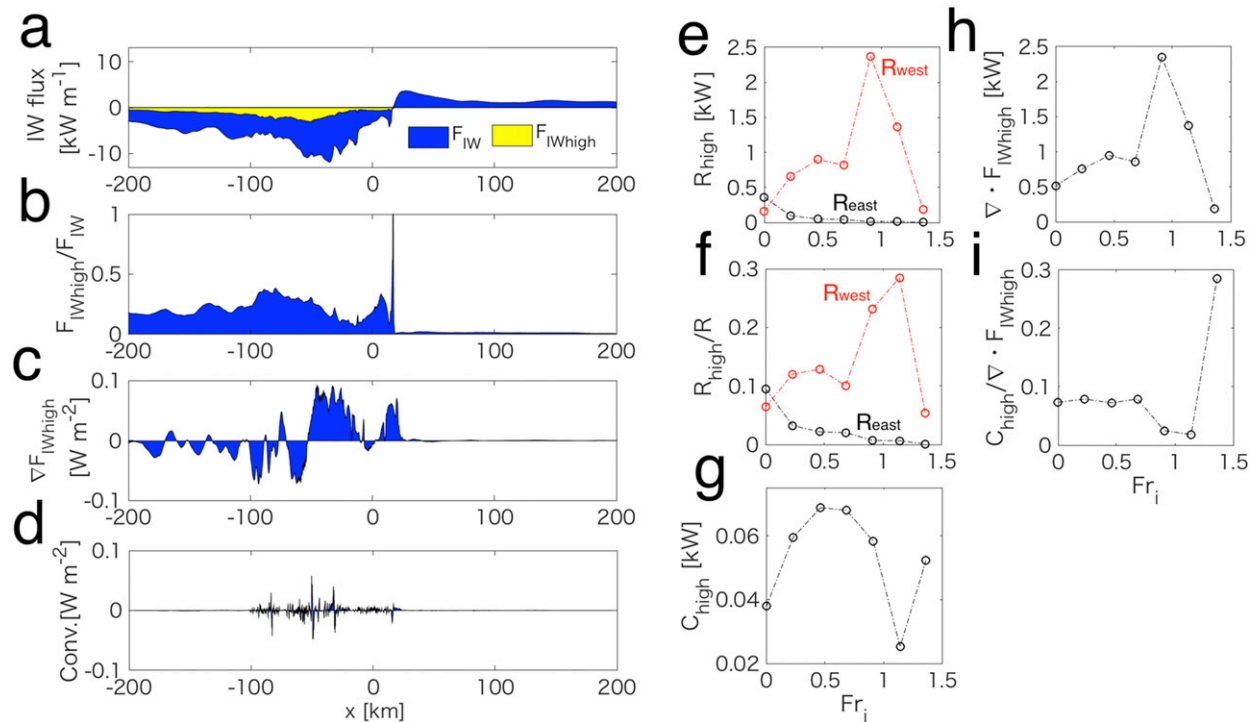 a
IW flux
[kW m⁻¹]
10
0
-10
F_IW
F_IWhigh
-200
-100
0
100
200
b
F_IWhigh/F_IW
1
0.5
0
-200
-100
0
100
200
c
∇F_IWhigh
[W m⁻²]
0.1
0
-0.1
-200
-100
0
100
200
d
Conv.[W m⁻²]
0.1
0
-0.1
-200
-100
0
100
200
x [km]
e
R_high [kW]
2.5
2
1.5
1
0.5
0
Rwest
Reast
0
0.5
1
1.5
f
R_high/R
0.3
0.2
0.1
0
Rwest
Reast
0
0.5
1
1.5
g
C_high [kW]
0.06
0.04
0.02
0
0.5
1
1.5
Fr_i
h
∇ · F_IWhigh [kW]
2.5
2
1.5
1
0.5
0
0
0.5
1
1.5
i
C_high/∇ · F_IWhigh
0.3
0.2
0.1
0
0
0.5
1
1.5
Fr_i